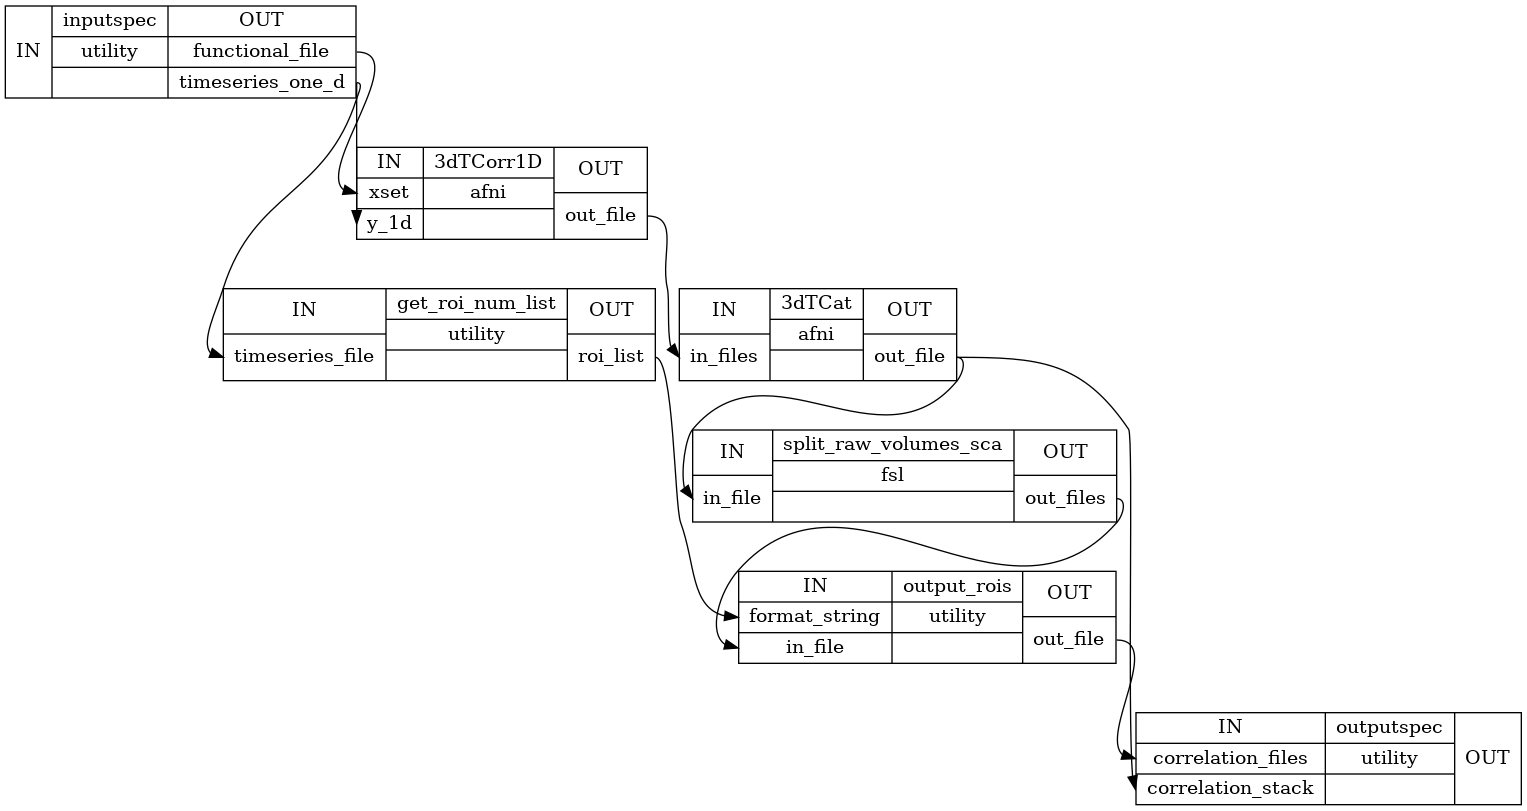 IN
inputspec
OUT
utility
functional_file
timeseries_one_d
IN
3dTCorr1D
OUT
xset
afni
y_1d
out_file
IN
get_roi_num_list
OUT
utility
timeseries_file
roi_list
IN
3dTCat
OUT
afni
in_files
out_file
IN
split_raw_volumes_sca
OUT
fsl
in_file
out_files
IN
output_rois
OUT
format_string
utility
in_file
out_file
IN
outputspec
OUT
correlation_files
utility
correlation_stack